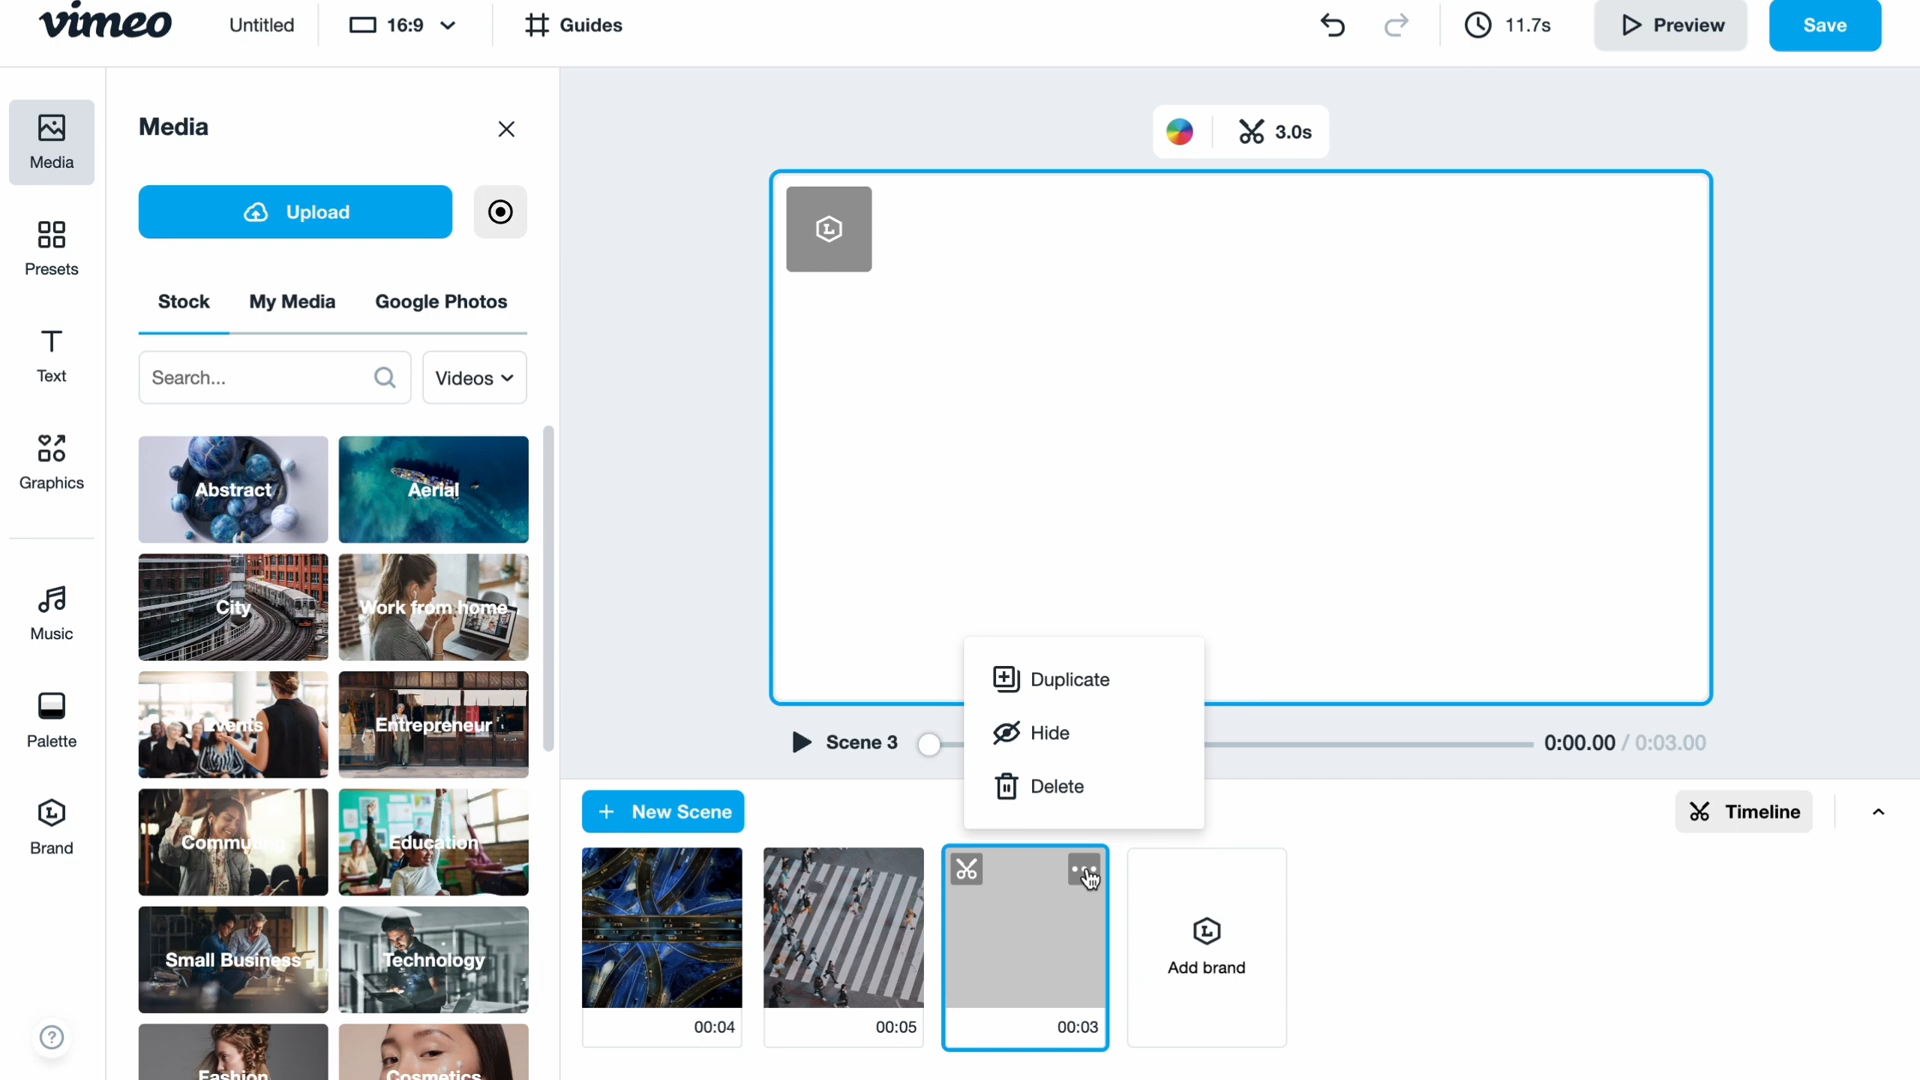 vimeo
Untitled
16:9
Guides
11.7s
Preview
Save
Media
Presets
Text
Graphics
Music
Palette
Brand
Media
Upload
Stock
My Media
Google Photos
Search...
Videos
Abstract
Aerial
City
Work from home
Events
Entrepreneur
Education
Small Business
Technology
Fashion
Cosmetics
3.0s
L
Duplicate
Hide
Delete
Scene 3
0:00.00 / 0:03.00
+ New Scene
Timeline
00:04
00:05
00:03
L
Add brand
L
?